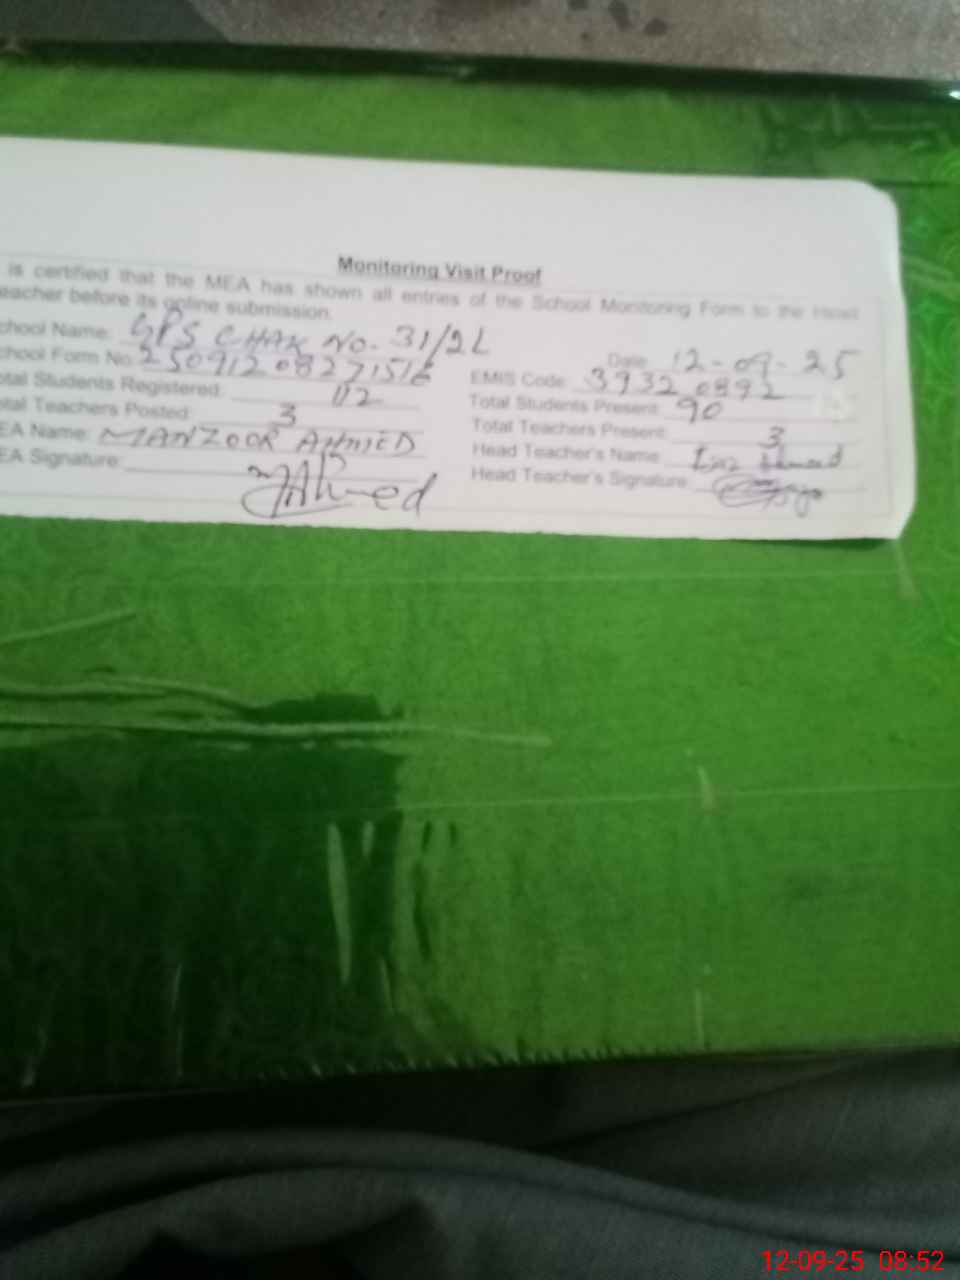 Monitoring Visit Proof
is certified that the MEA has shown all entries of the School Monitoring Form to the Head
eacher before its online submission.
chool Name: GPS CHAK No. 31/2L
Date 12-09-25
chool Form No. 25091208271516
EMIS Code: 39320892
otal Students Registered: 112
Total Students Present: 90
otal Teachers Posted: 3
Total Teachers Present: 3
EA Name: MANZOOR AHMED
Head Teacher's Name Ahmad
EA Signature: MAhmed
Head Teacher's Signature
12-09-25 08:52